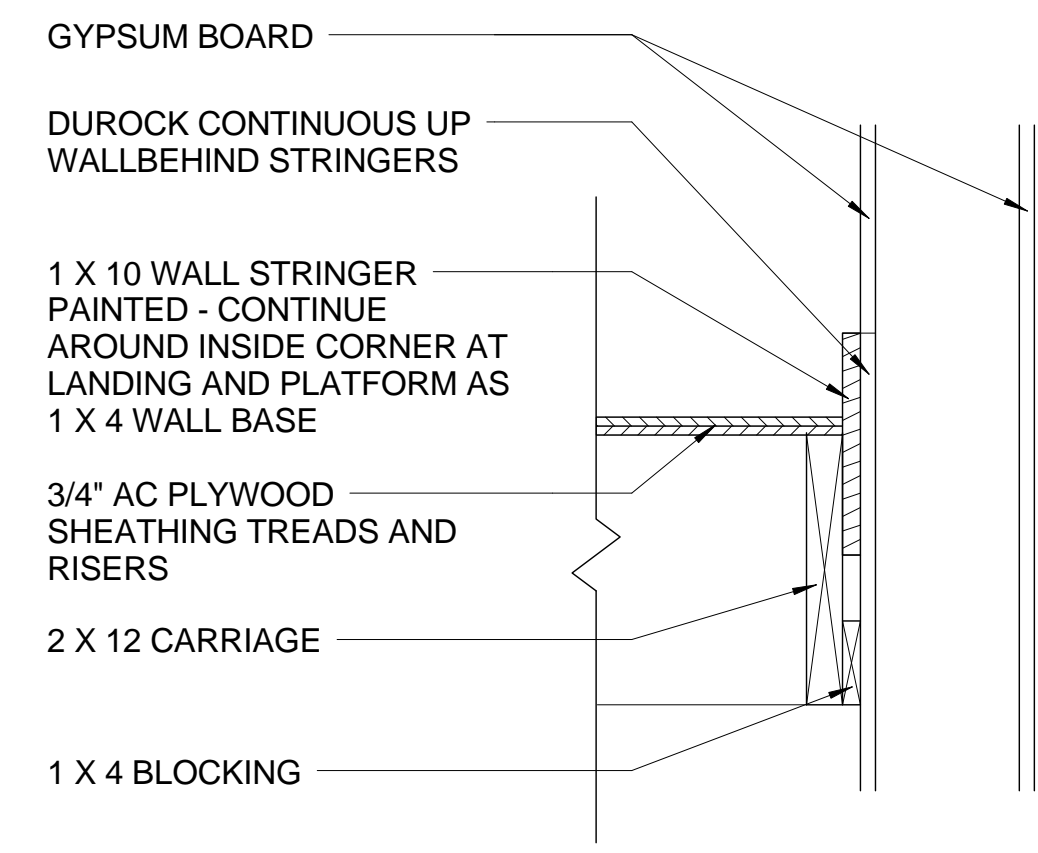 GYPSUM BOARD
DUROCK CONTINUOUS UP
WALLBEHIND STRINGERS
1 X 10 WALL STRINGER
PAINTED - CONTINUE
AROUND INSIDE CORNER AT
LANDING AND PLATFORM AS
1 X 4 WALL BASE
3/4" AC PLYWOOD
SHEATHING TREADS AND
RISERS
2 X 12 CARRIAGE
1 X 4 BLOCKING